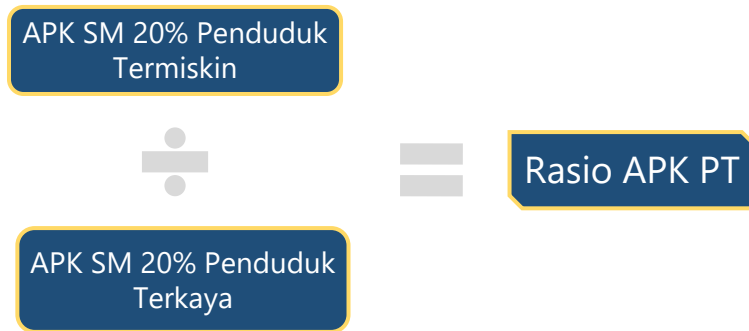 APK SM 20% Penduduk
Termiskin
Rasio APK PT
APK SM 20% Penduduk
Terkaya